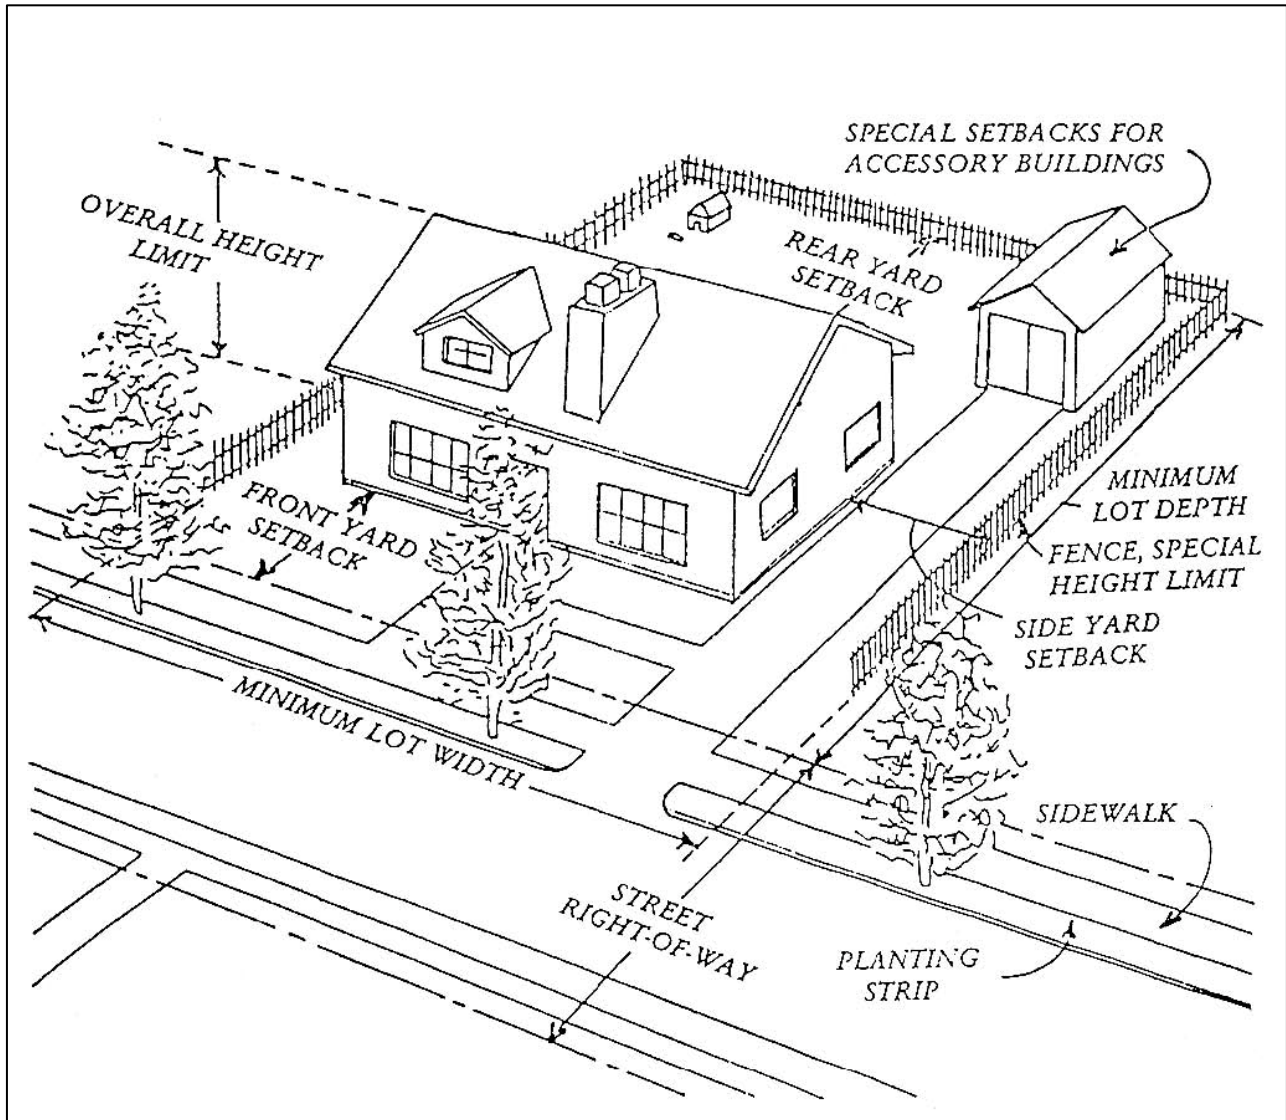 SPECIAL SETBACKS FOR
ACCESSORY BUILDINGS
OVERALL HEIGHT
LIMIT
REAR YARD
SETBACK
FRONT YARD
SETBACK
MINIMUM
LOT DEPTH
FENCE, SPECIAL
HEIGHT LIMIT
SIDE YARD
SETBACK
MINIMUM LOT WIDTH
SIDEWALK
STREET
RIGHT-OF-WAY
PLANTING
STRIP